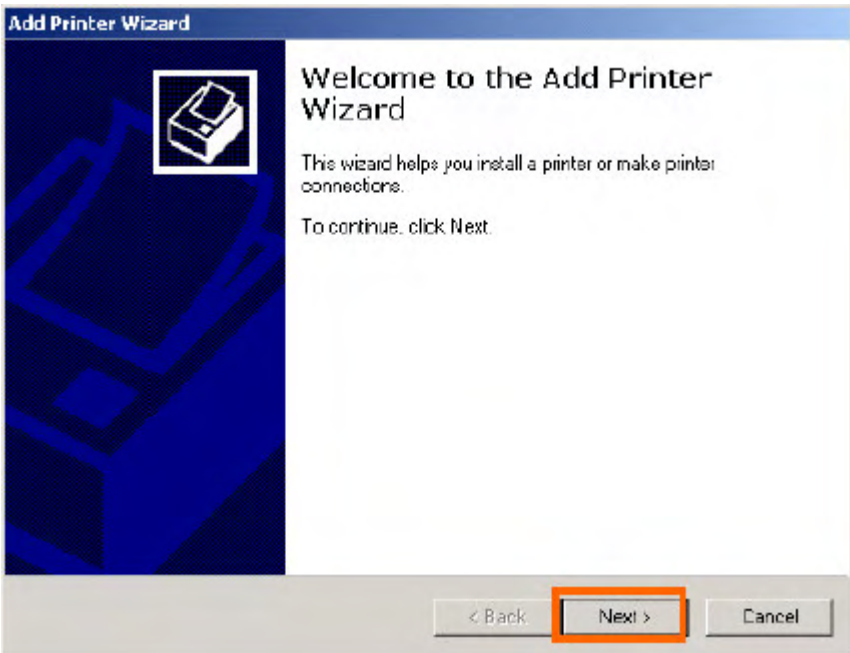 Add Printer Wizard
Welcome to the Add Printer
Wizard
This wizard helps you install a printer or make printer
connections.
To continue, click Next.
< Back
Next >
Cancel